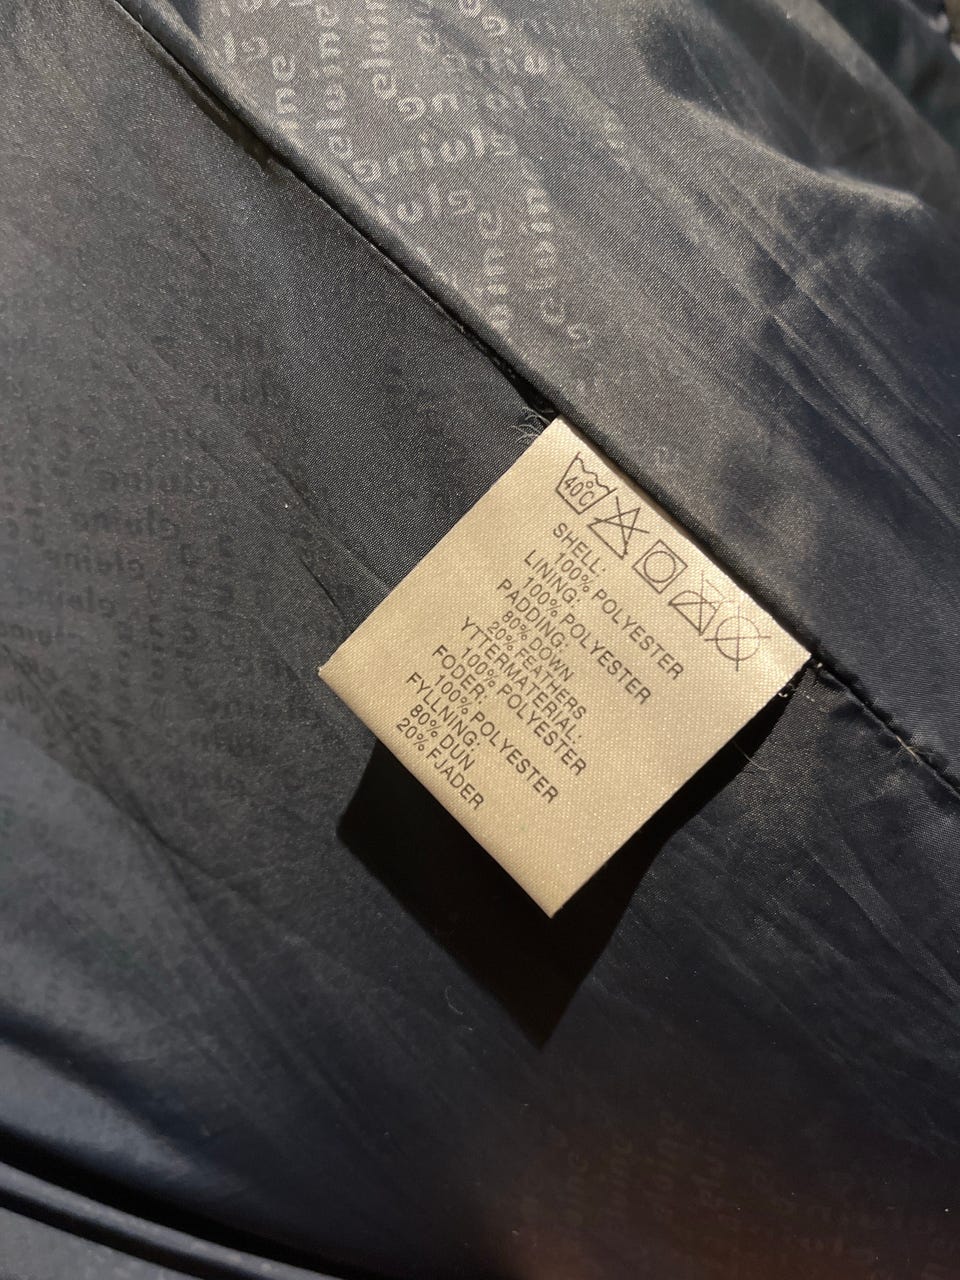 40°C
SHELL:
100% POLYESTER
LINING:
100% POLYESTER
PADDING:
80% DOWN
20% FEATHERS
YTTERMATERIAL:
100% POLYESTER
FODER:
100% POLYESTER
FYLLNING:
80% DUN
20% FJÄDER